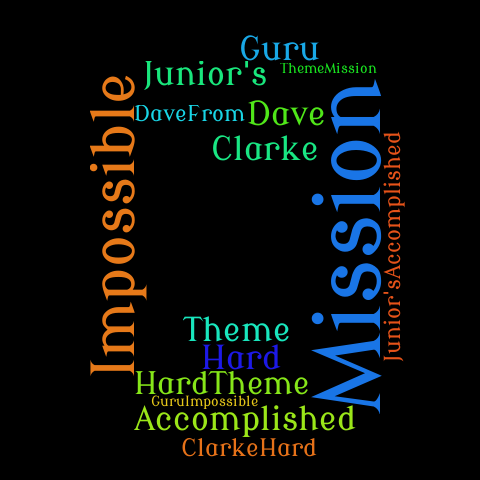 Guru
ThemeMission
Junior's
DaveFrom
Dave
Clarke
Impossible
Mission
Junior'sAccomplished
Theme
Hard
HardTheme
GuruImpossible
Accomplished
ClarkeHard